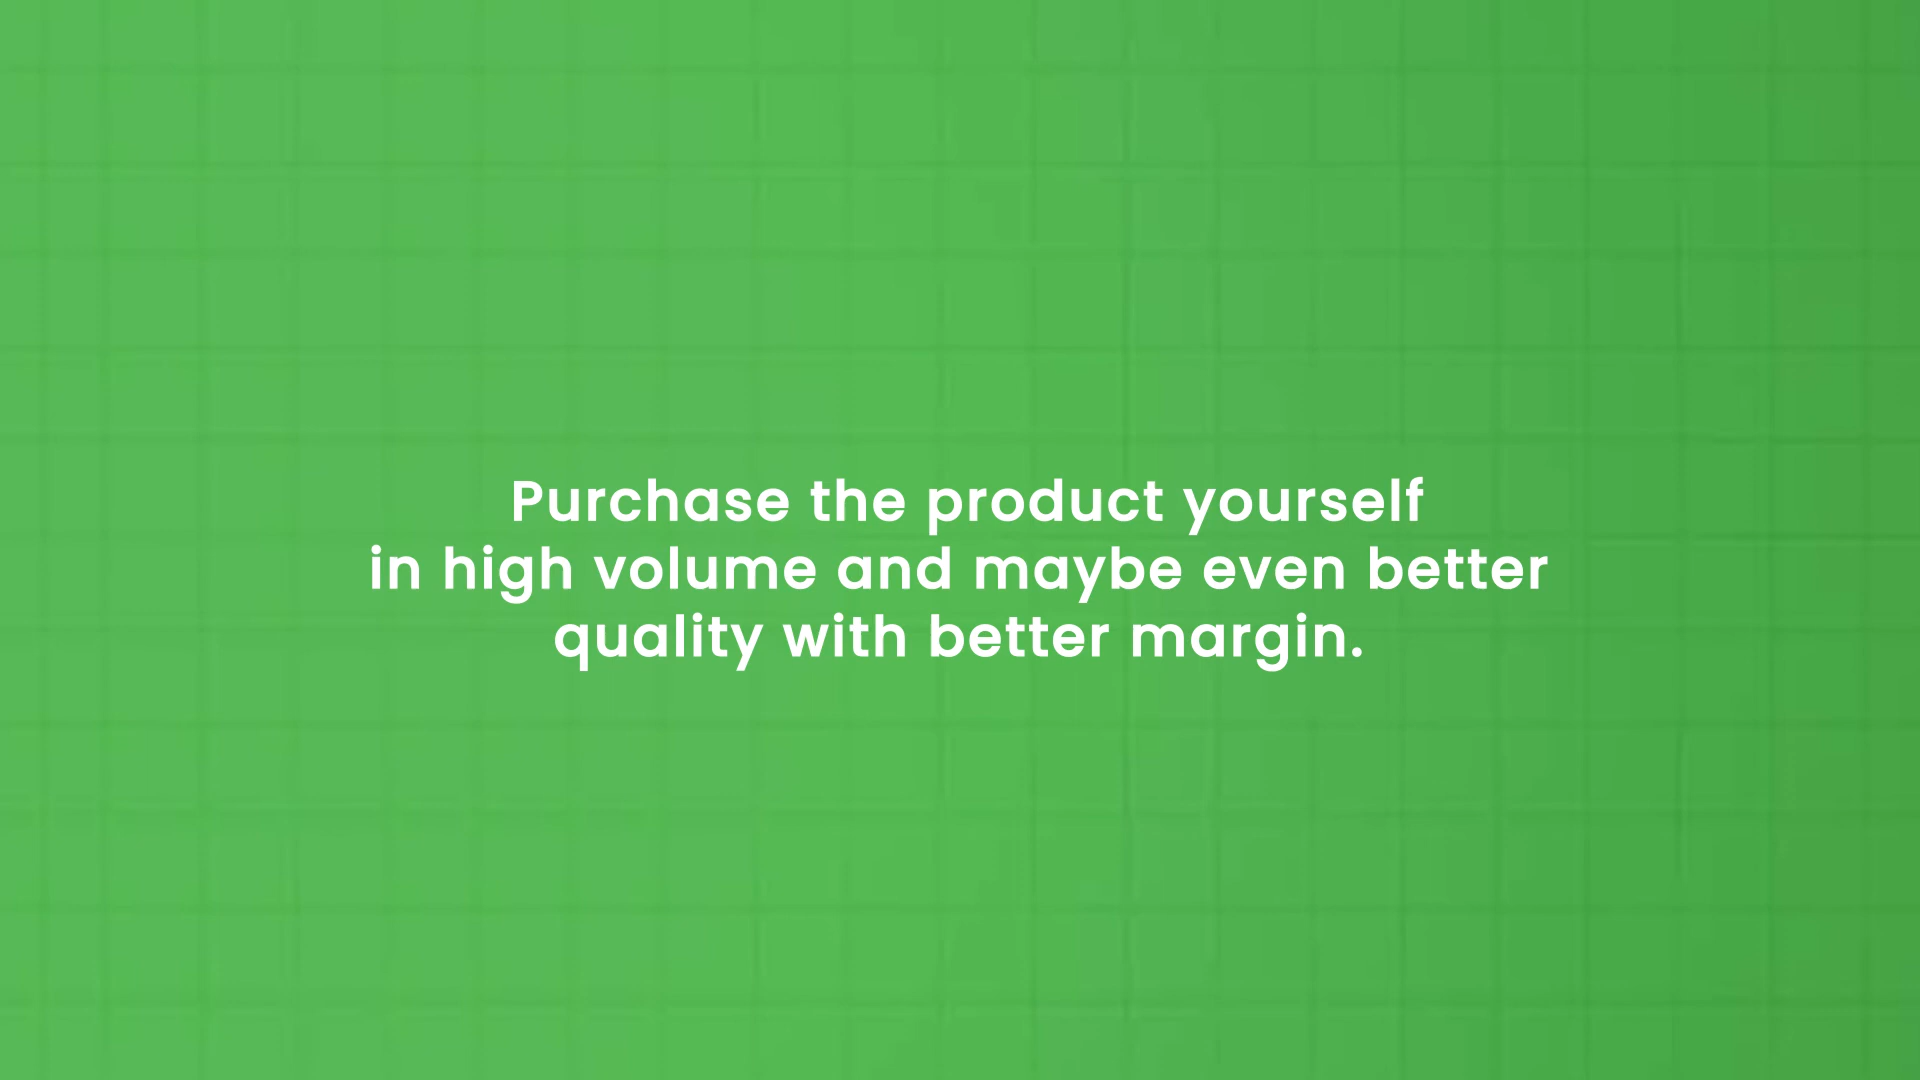 Purchase the product yourself
in high volume and maybe even better
quality with better margin.